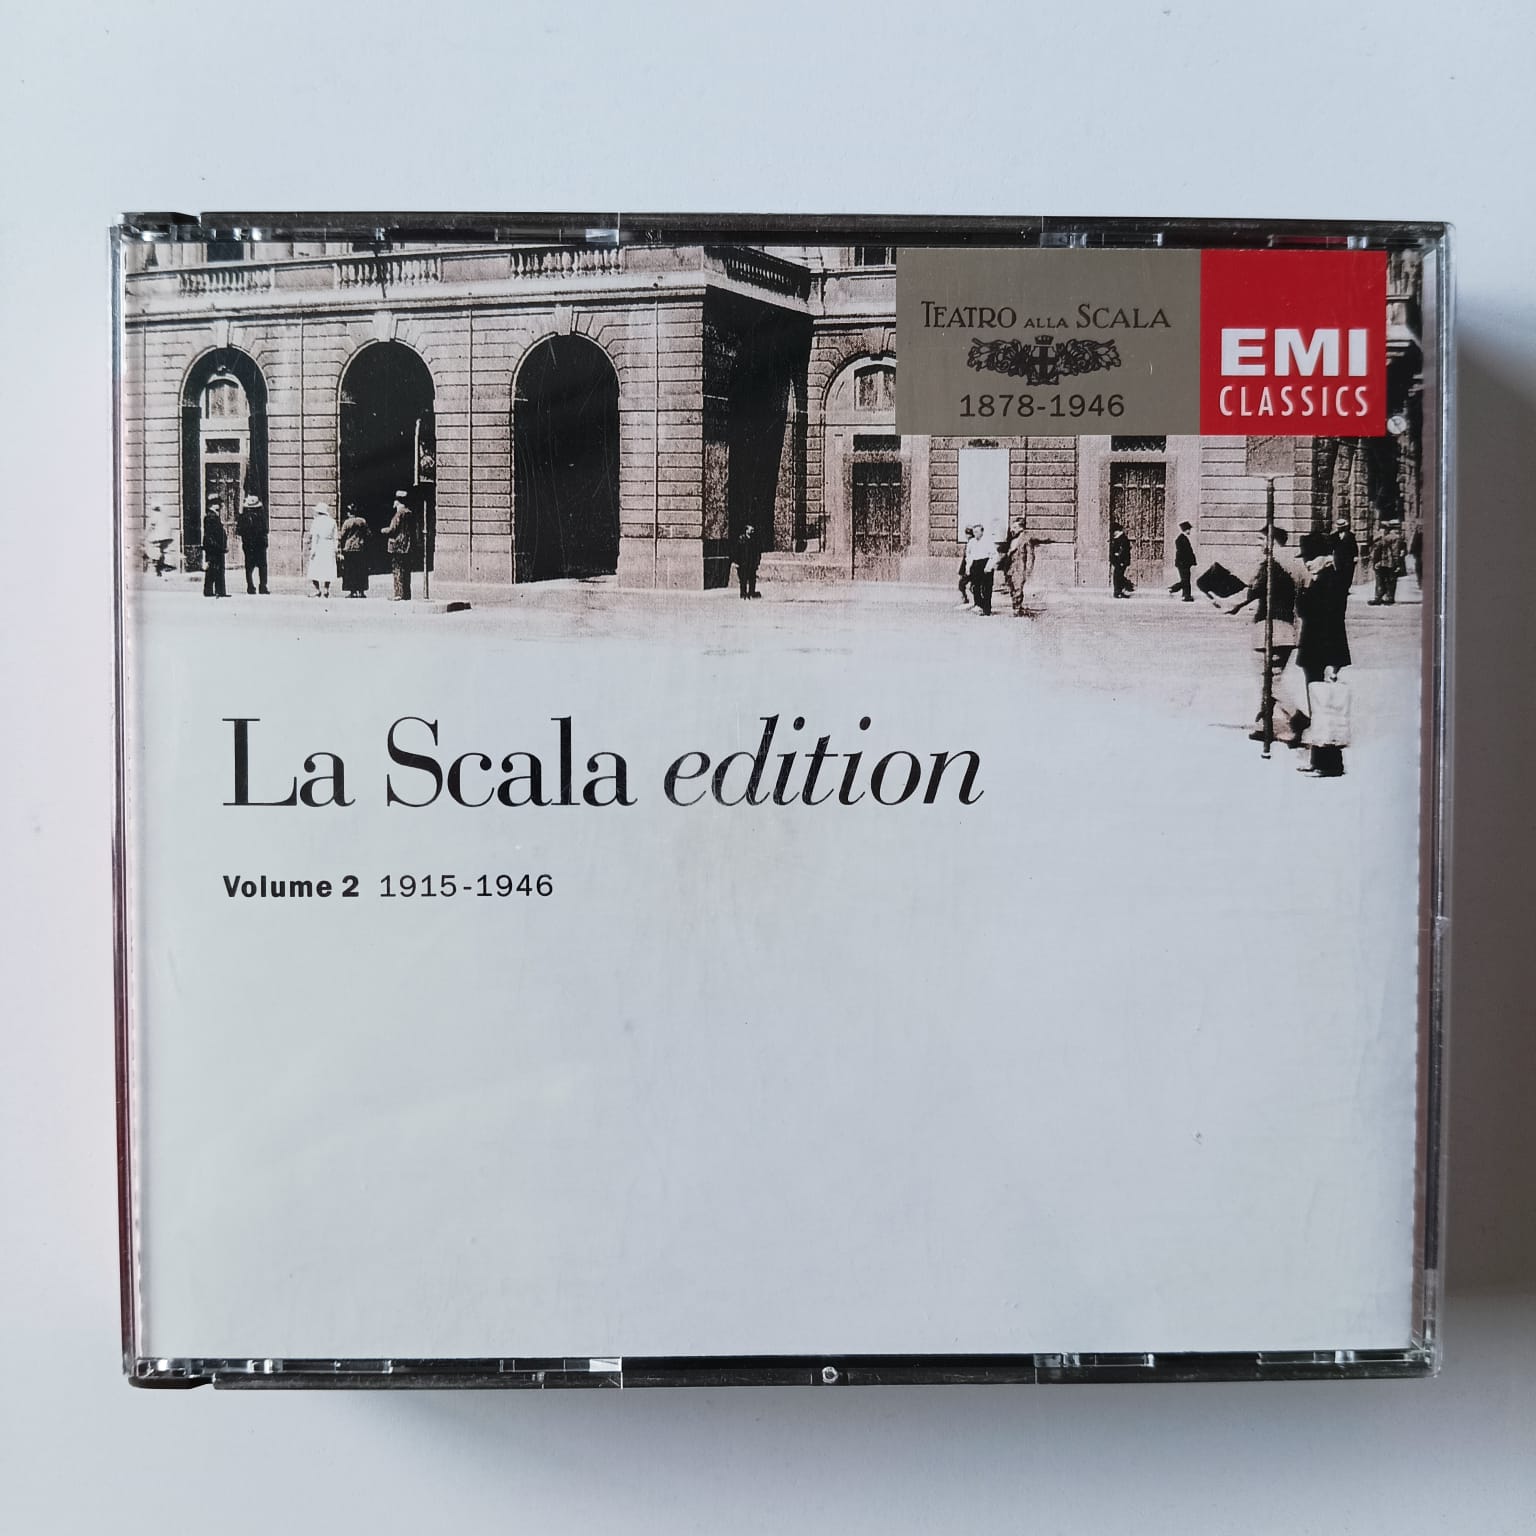 TEATRO ALLA SCALA
1878-1946
EMI
CLASSICS
La Scala edition
Volume 2 1915-1946